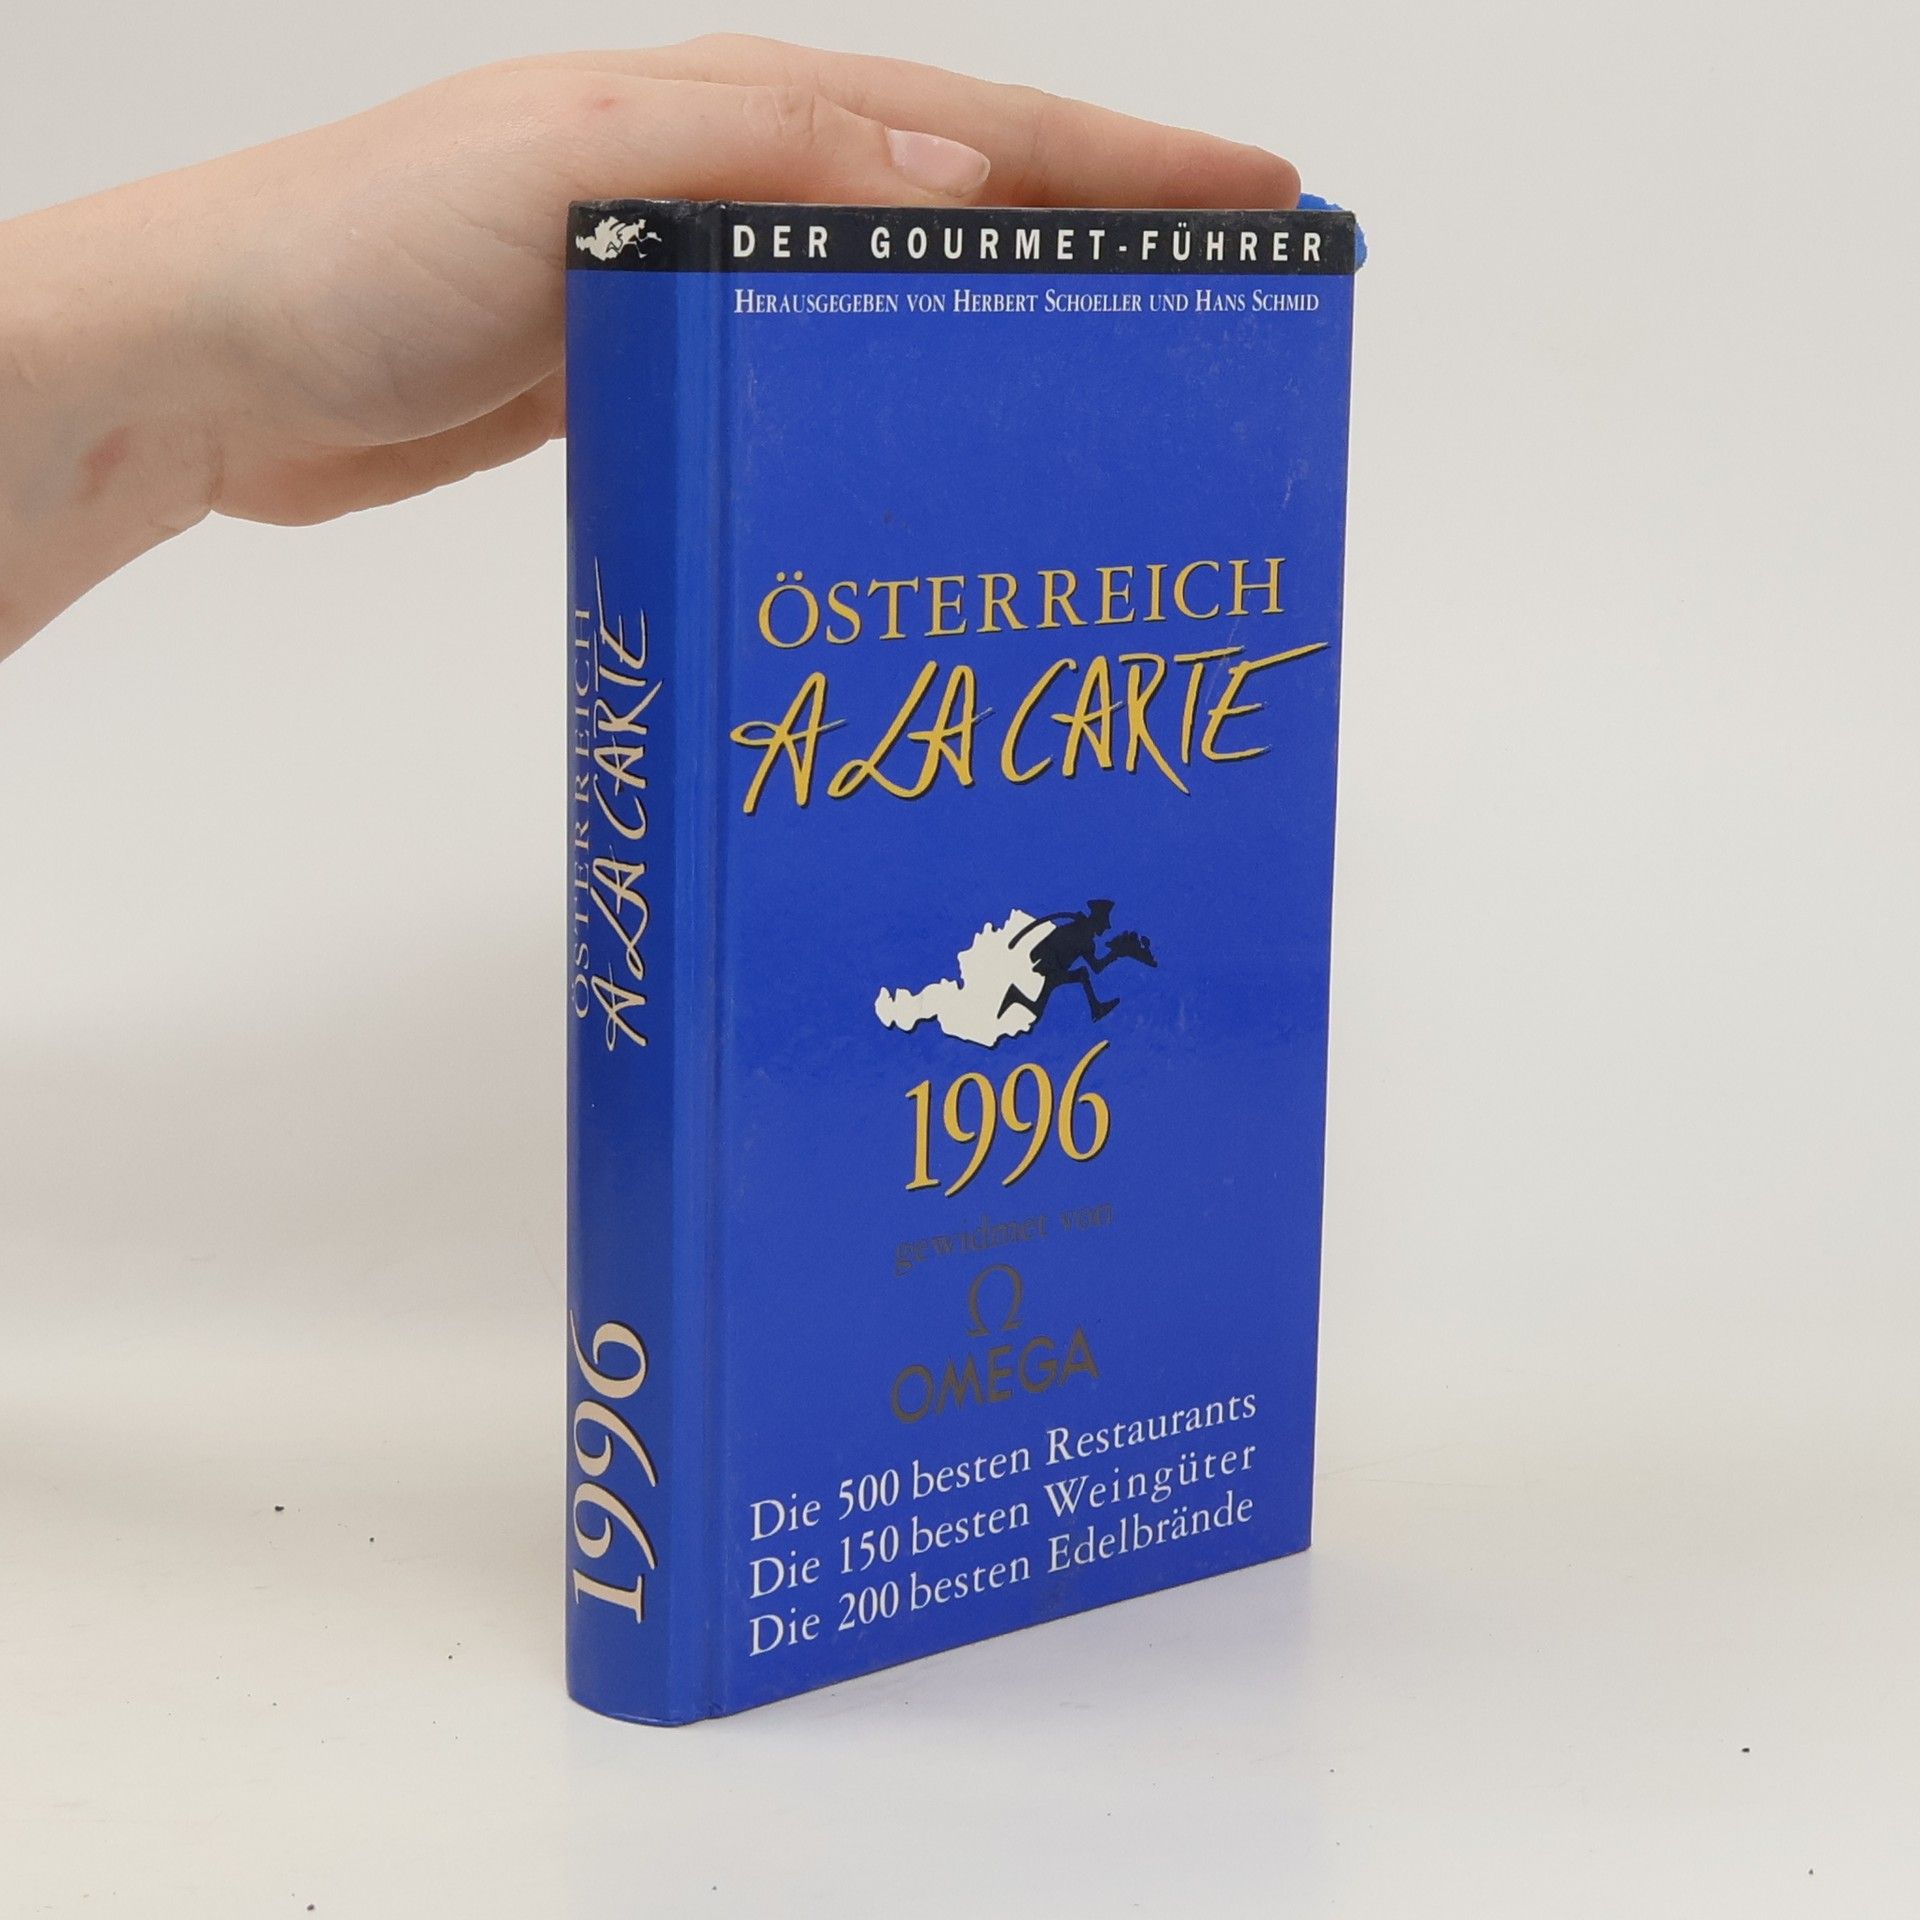 DER GOURMET-FÜHRER
HERAUSGEGEBEN VON HERBERT SCHOELLER UND HANS SCHMID
ÖSTERREICH
A LA CARTE
1996
gewidmet von
Ω
OMEGA
Die 500 besten Restaurants
Die 150 besten Weingüter
Die 200 besten Edelbrände
ÖSTERREICH
A LA CARTE
1996